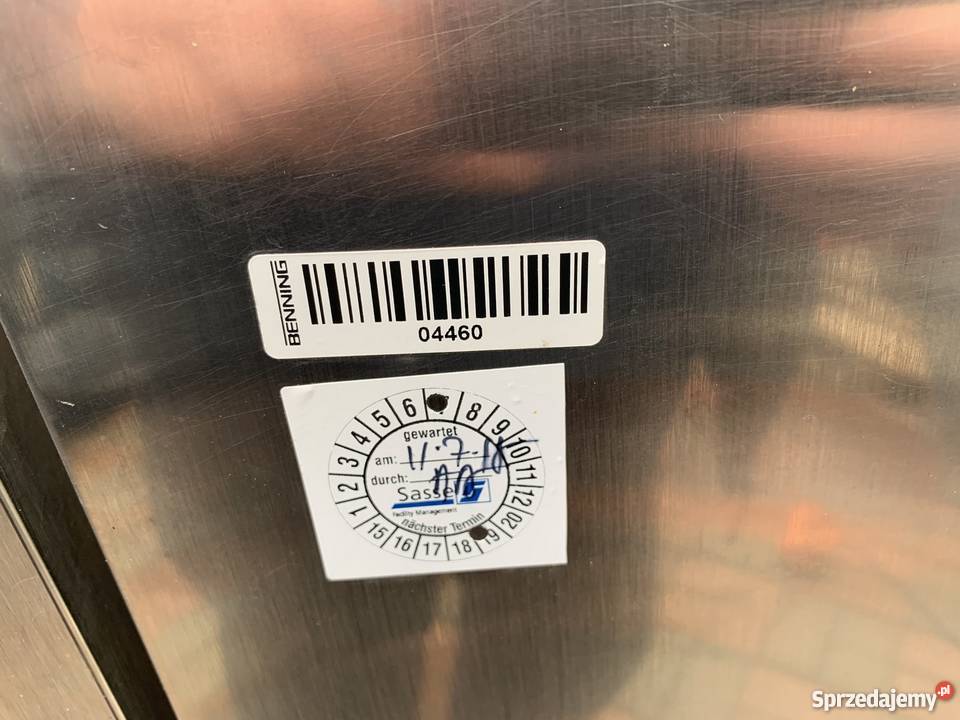 BENNING
04460
1 2 3 4 5 6 8 9 10 11 12
gewartet
am: 11.7.18
durch:
Sasse
Facility Management
nächster Termin
15 16 17 18 19 20
Sprzedajemy.pl